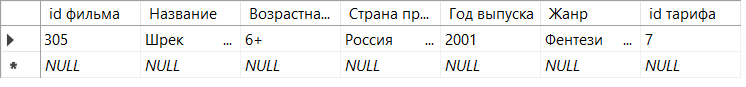 id фильма Название Возрастна... Страна пр... Год выпуска Жанр id тарифа
305 Шрек ... 6+ Россия ... 2001 Фентези ... 7
NULL NULL NULL NULL NULL NULL NULL